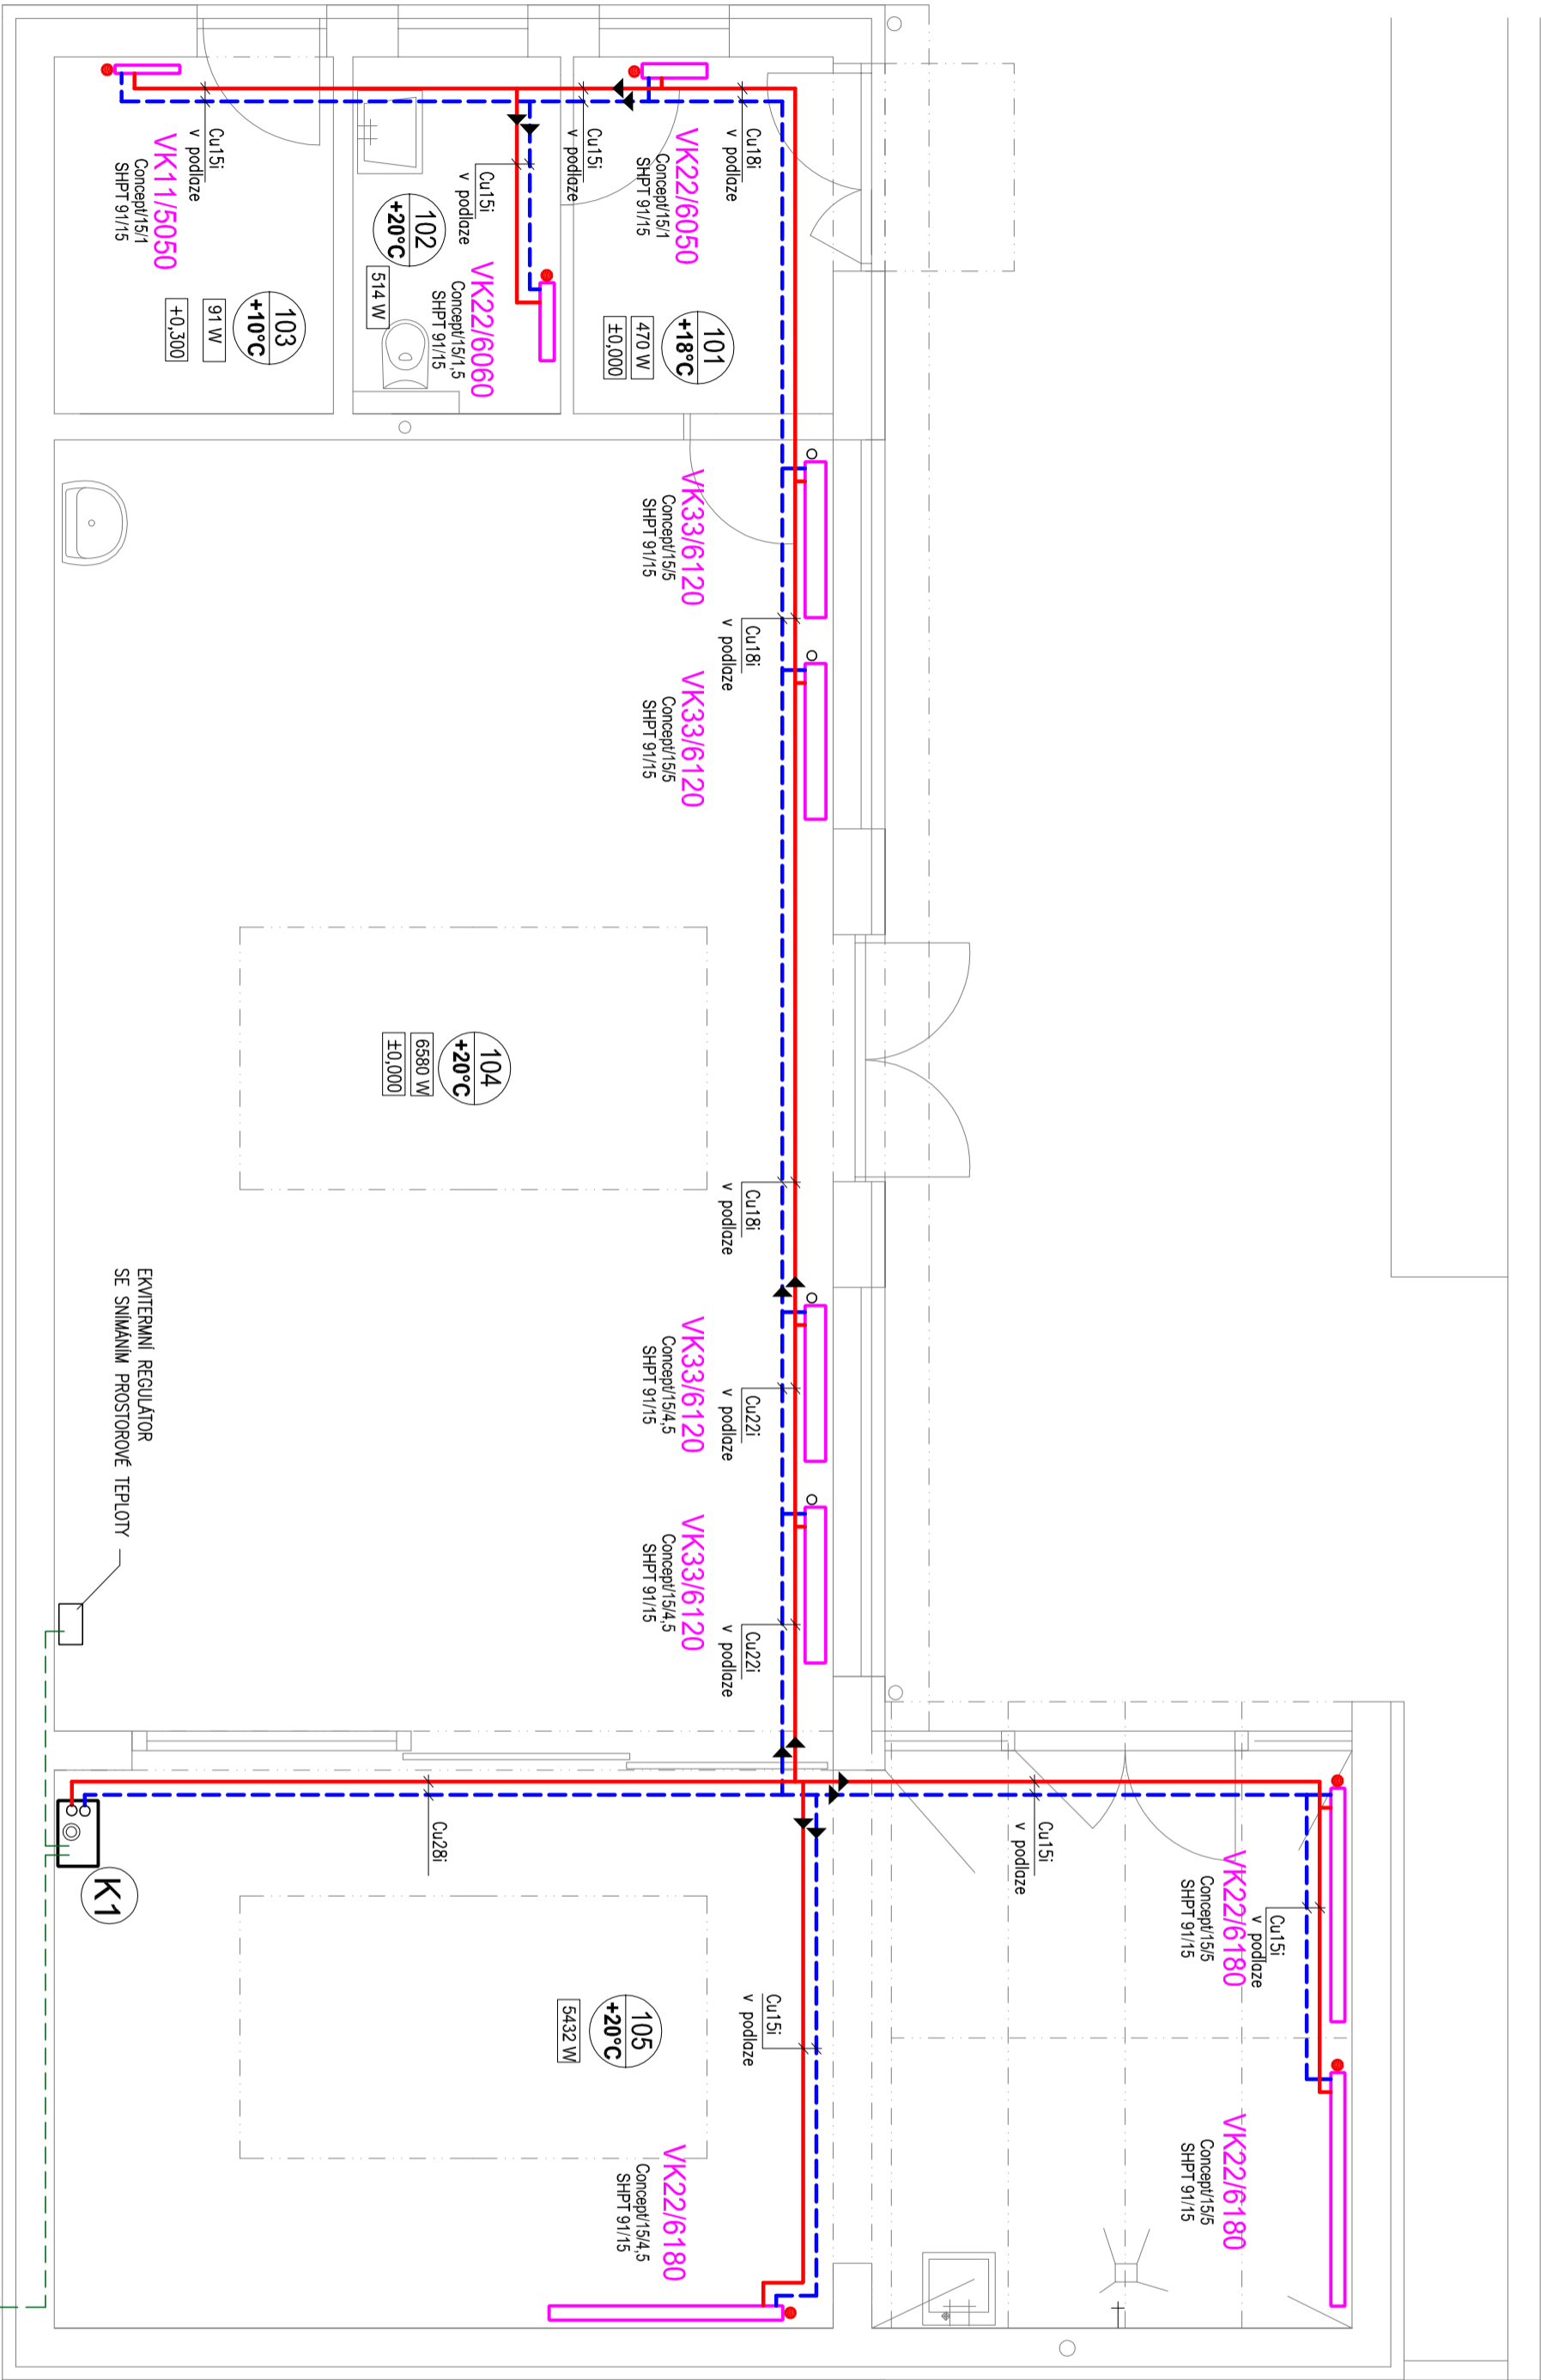 Cu15i
v podlaze
VK11/5050
Concept/15/1
SHPT 91/15
103
+10°C
91 W
+0,300
Cu15i
v podlaze
102
+20°C
514 W
VK22/6060
Concept/15/1,5
SHPT 91/15
Cu15i
v podlaze
Cu18i
v podlaze
VK22/6050
Concept/15/1
SHPT 91/15
101
+18°C
470 W
±0,000
VK33/6120
Concept/15/5
SHPT 91/15
Cu18i
v podlaze
VK33/6120
Concept/15/5
SHPT 91/15
104
+20°C
6580 W
±0,000
Cu18i
v podlaze
VK33/6120
Concept/15/4,5
SHPT 91/15
Cu22i
v podlaze
VK33/6120
Concept/15/4,5
SHPT 91/15
Cu22i
v podlaze
EKVITERMNÍ REGULÁTOR
SE SNÍMÁNÍM PROSTOROVÉ TEPLOTY
K1
Cu28i
Cu15i
v podlaze
VK22/6180
Concept/15/5
SHPT 91/15
Cu15i
v podlaze
105
+20°C
5432 W
Cu15i
v podlaze
VK22/6180
Concept/15/4,5
SHPT 91/15
VK22/6180
Concept/15/5
SHPT 91/15